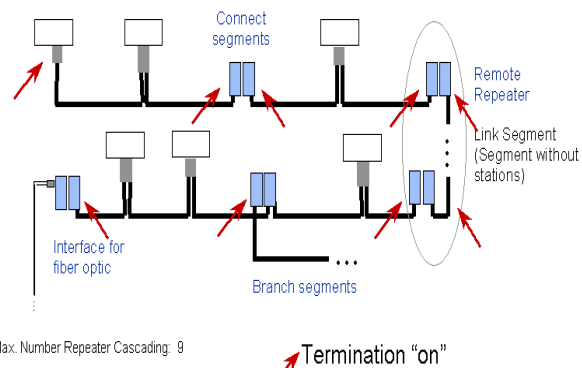 Connect
segments
Remote
Repeater
Link Segment
(Segment without
stations)
Interface for
fiber optic
Branch segments
ax. Number Repeater Cascading: 9
Termination “on”